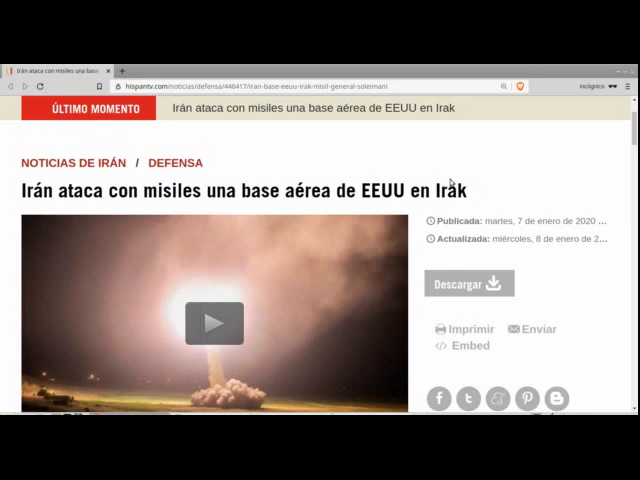 Irán ataca con misiles una base
hispantv.com/noticias/defensa/446417/iran-base-eeuu-irak-misil-general-soleimani
Incógnico
ÚLTIMO MOMENTO
Irán ataca con misiles una base aérea de EEUU en Irak
NOTICIAS DE IRÁN / DEFENSA
Irán ataca con misiles una base aérea de EEUU en Irak
Publicada: martes, 7 de enero de 2020 ...
Actualizada: miércoles, 8 de enero de 2...
Descargar
Imprimir
Enviar
</> Embed